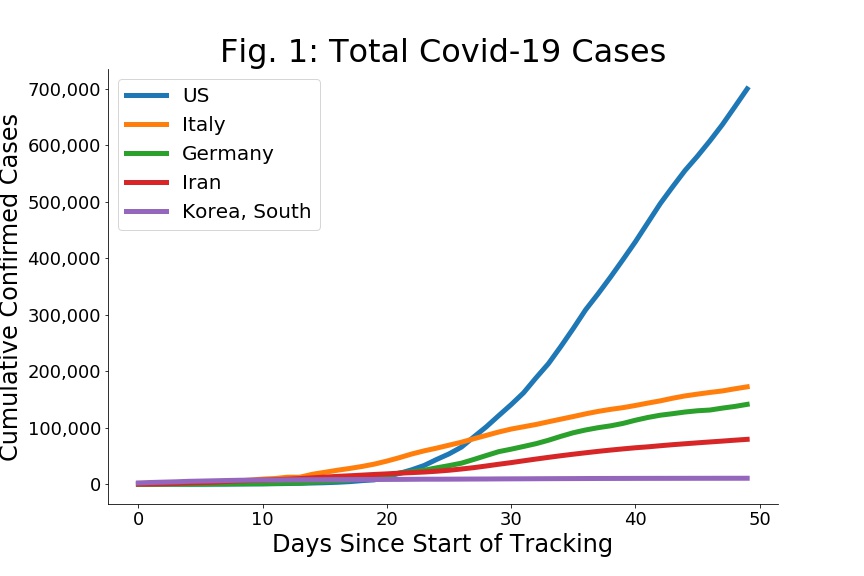 Fig. 1: Total Covid-19 Cases
Cumulative Confirmed Cases
700,000
600,000
500,000
400,000
300,000
200,000
100,000
0
US
Italy
Germany
Iran
Korea, South
0 10 20 30 40 50
Days Since Start of Tracking